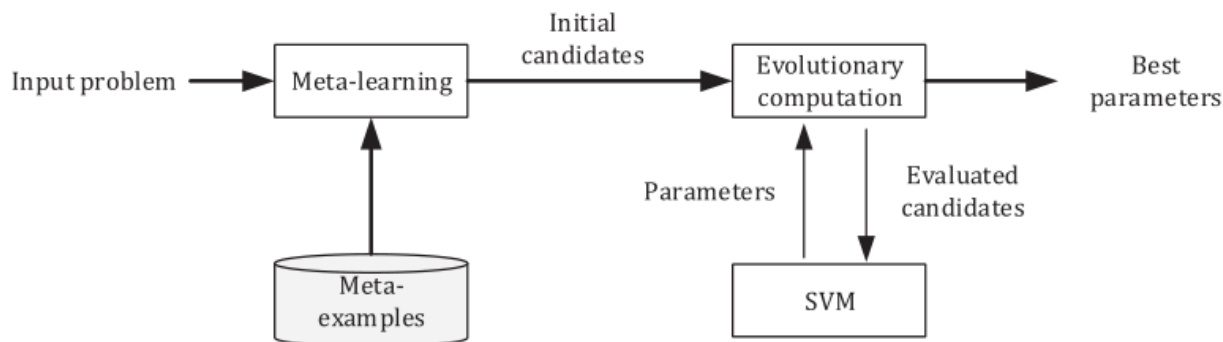 Input problem
Meta-learning
Initial
candidates
Evolutionary
computation
Best
parameters
Parameters
Evaluated
candidates
Meta-
examples
SVM